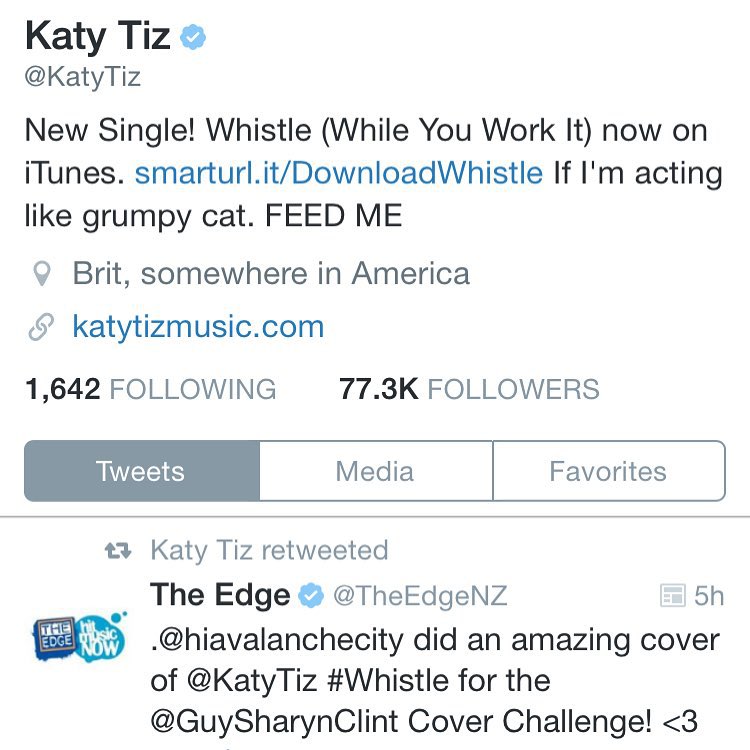 Katy Tiz
@KatyTiz
New Single! Whistle (While You Work It) now on
iTunes. smarturl.it/DownloadWhistle If I'm acting
like grumpy cat. FEED ME
Brit, somewhere in America
katytizmusic.com
1,642 FOLLOWING 77.3K FOLLOWERS
Tweets Media Favorites
Katy Tiz retweeted
The Edge @TheEdgeNZ 5h
THE EDGE
hit music NOW
.@hiavalanchecity did an amazing cover
of @KatyTiz #Whistle for the
@GuySharynClint Cover Challenge! <3